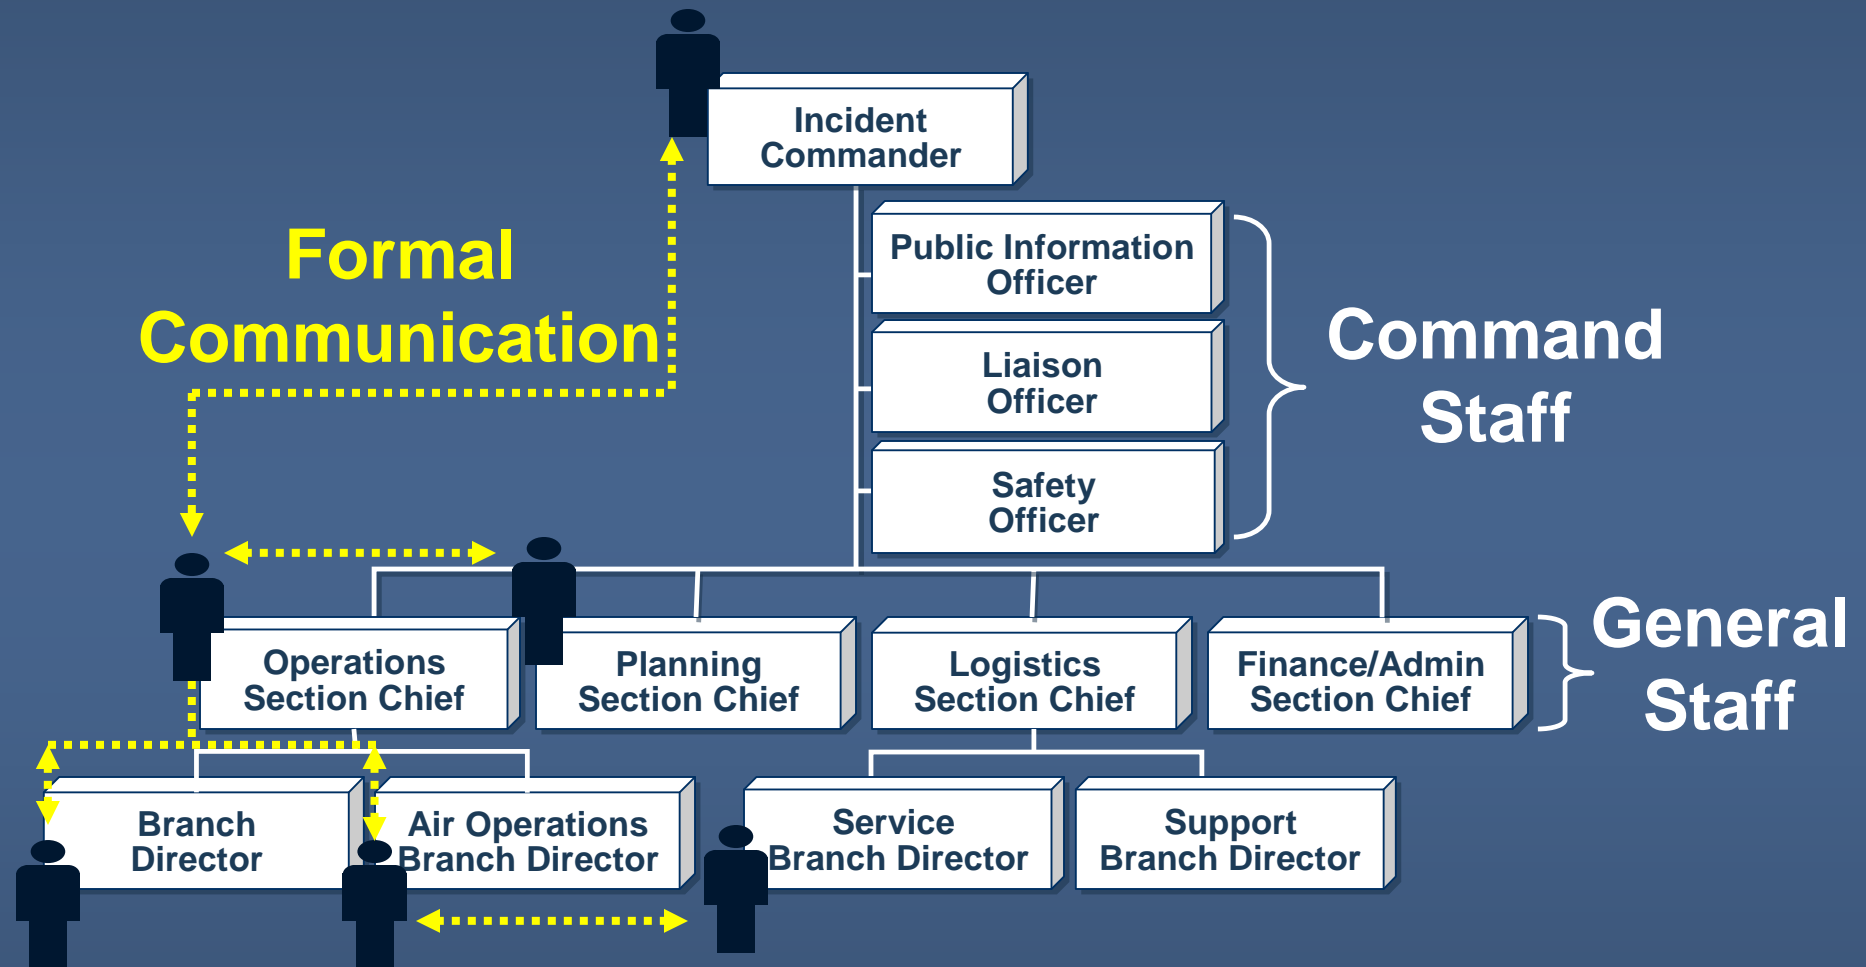 Incident
Commander
Formal
Communication
Public Information
Officer
Liaison
Officer
Safety
Officer
Command
Staff
Operations
Section Chief
Planning
Section Chief
Logistics
Section Chief
Finance/Admin
Section Chief
General
Staff
Branch
Director
Air Operations
Branch Director
Service
Branch Director
Support
Branch Director